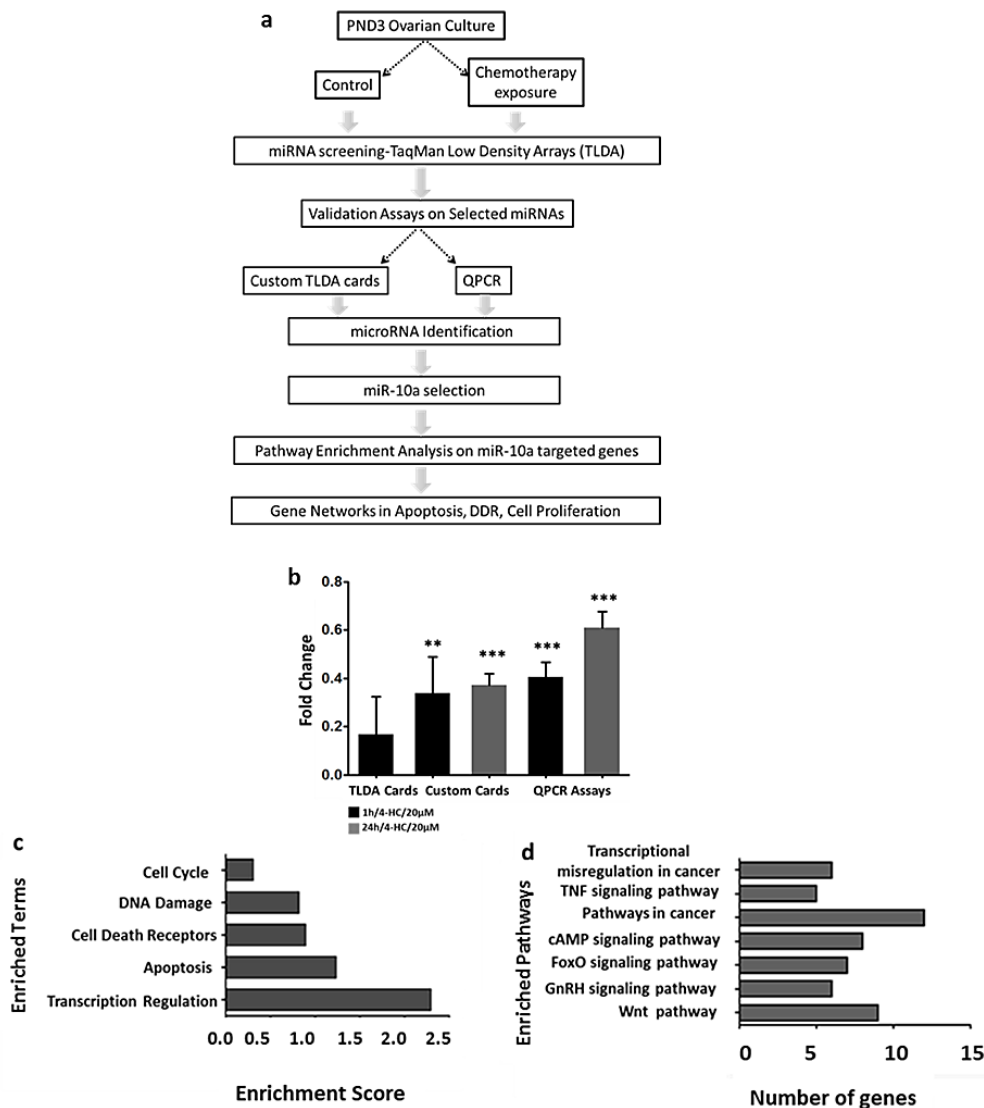 a
PND3 Ovarian Culture
Control
Chemotherapy
exposure
miRNA screening-TaqMan Low Density Arrays (TLDA)
Validation Assays on Selected miRNAs
Custom TLDA cards
QPCR
microRNA Identification
miR-10a selection
Pathway Enrichment Analysis on miR-10a targeted genes
Gene Networks in Apoptosis, DDR, Cell Proliferation
b
Fold Change
0.8
0.6
0.4
0.2
0.0
**
***
***
***
TLDA Cards Custom Cards QPCR Assays
1h/4-HC/20µM
24h/4-HC/20µM
c
Enriched Terms
Cell Cycle
DNA Damage
Cell Death Receptors
Apoptosis
Transcription Regulation
0.0 0.5 1.0 1.5 2.0 2.5
Enrichment Score
d
Enriched Pathways
Transcriptional
misregulation in cancer
TNF signaling pathway
Pathways in cancer
cAMP signaling pathway
FoxO signaling pathway
GnRH signaling pathway
Wnt pathway
0 5 10 15
Number of genes